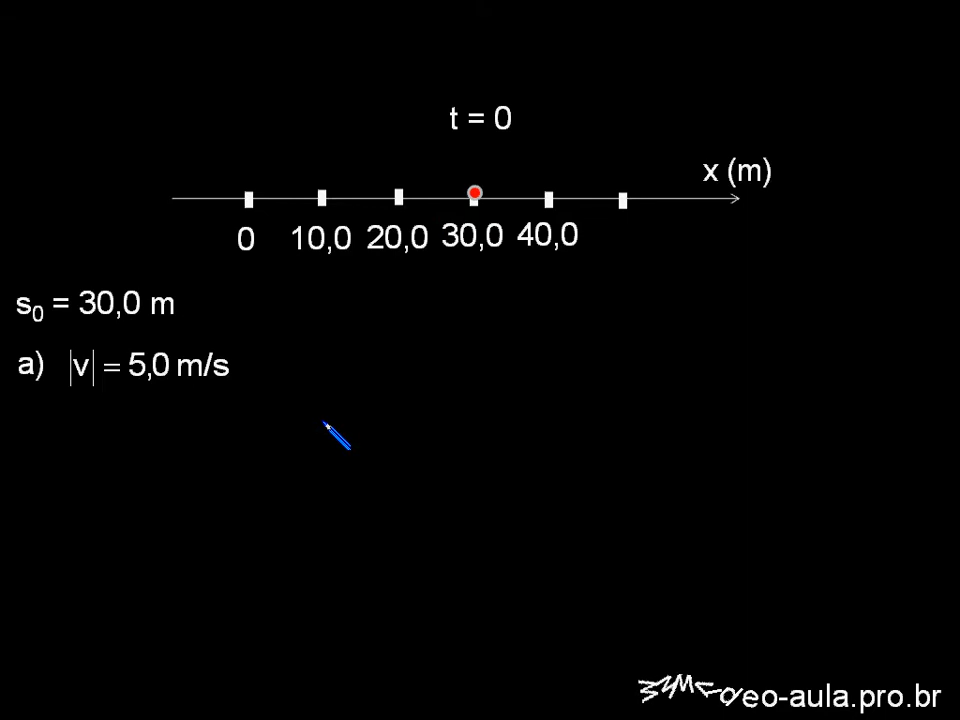 t = 0
x (m)
0 10,0 20,0 30,0 40,0
s₀ = 30,0 m
a) |v| = 5,0 m/s
eo-aula.pro.br